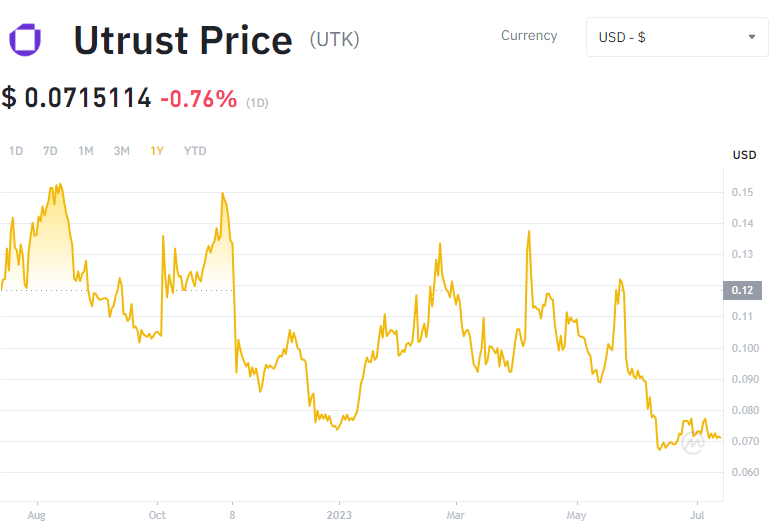 Utrust Price (UTK)
Currency
USD - $
$ 0.0715114 -0.76% (1D)
1D 7D 1M 3M 1Y YTD
USD
0.15
0.14
0.13
0.12
0.11
0.100
0.090
0.080
0.070
0.060
Aug Oct 8 2023 Mar May Jul